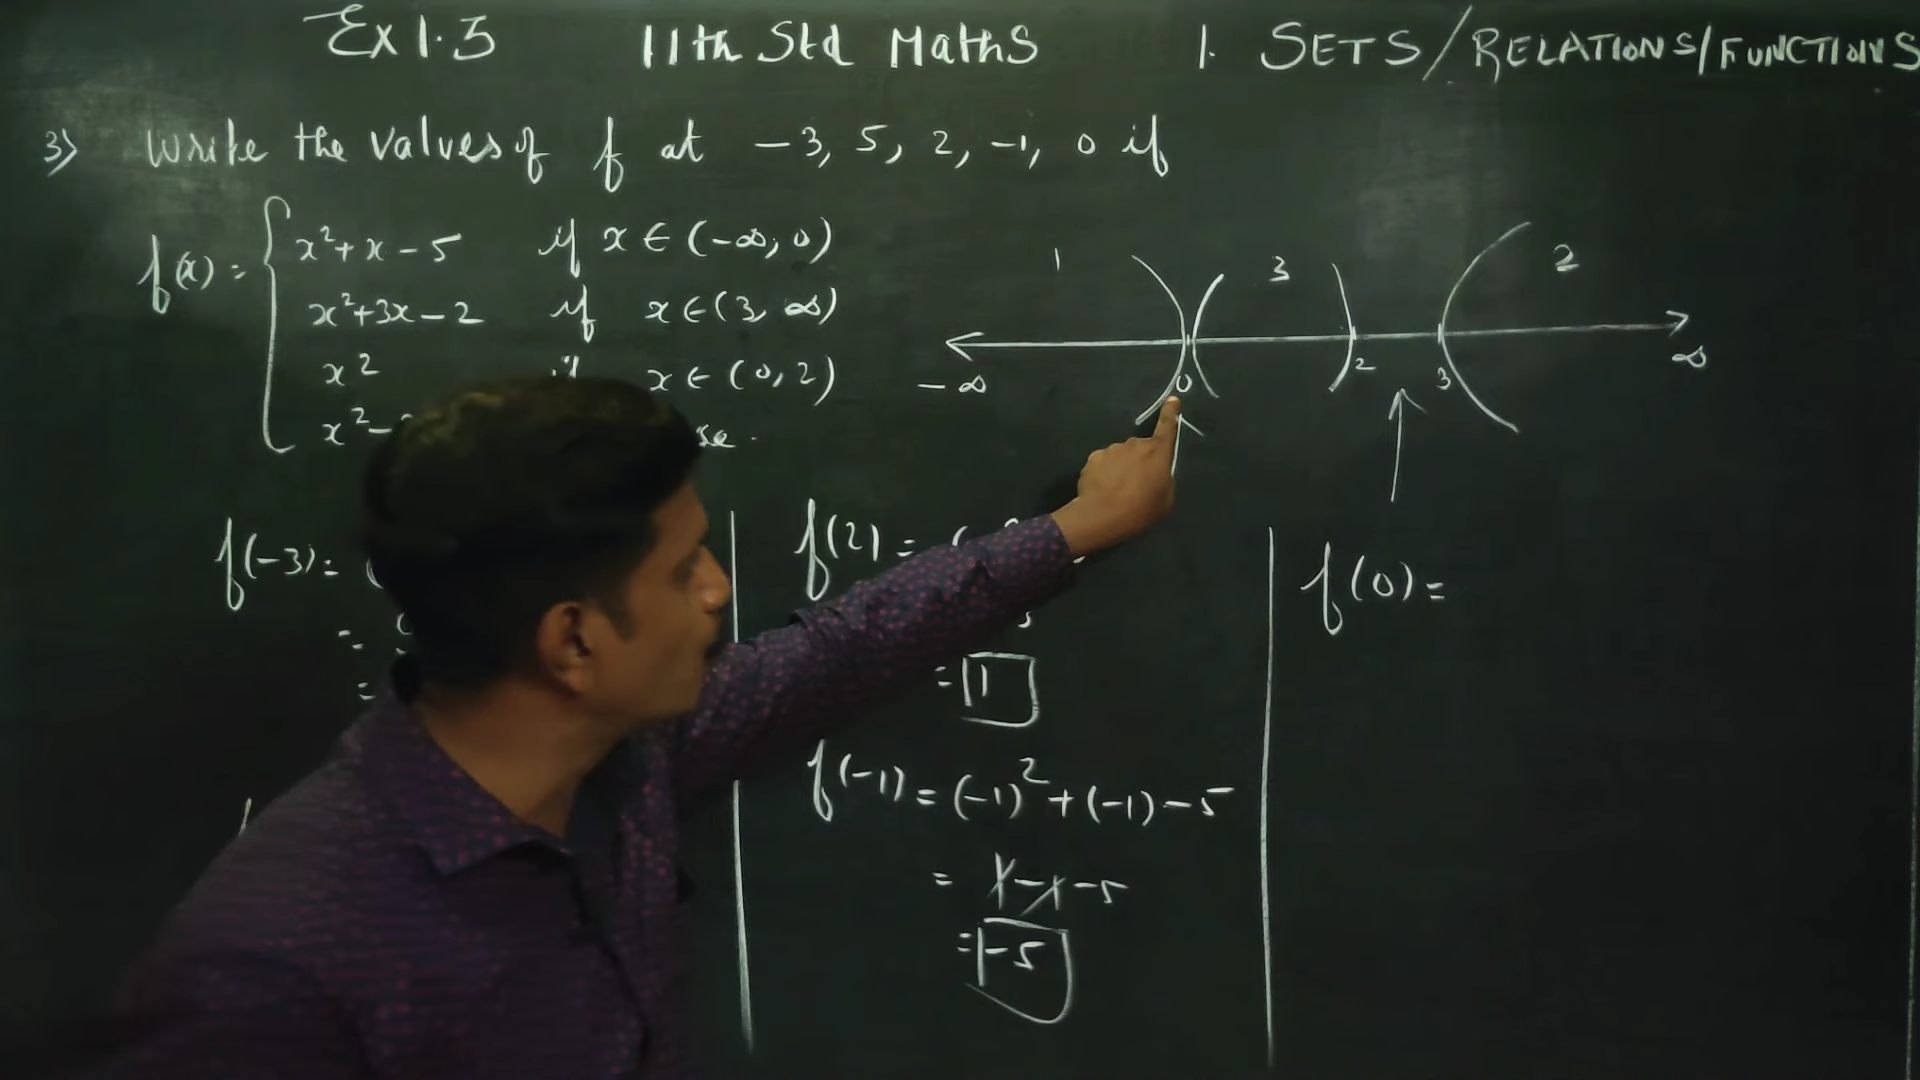 Ex 1.3 11th Std Maths 1. SETS/RELATIONS/FUNCTIONS
3) Write the values of f at -3, 5, 2, -1, 0 if
f(x) = { x²+x-5 if x ∈ (-∞, 0)
x²+3x-2 if x ∈ (3, ∞)
x² x ∈ (0, 2)
x²-
1 3 2
-∞ 0 2 3 ∞
f(-3) =
=
=
f(2) =
= 1
f(-1) = (-1)² + (-1) - 5
= 1-1-5
= -5
f(0) =